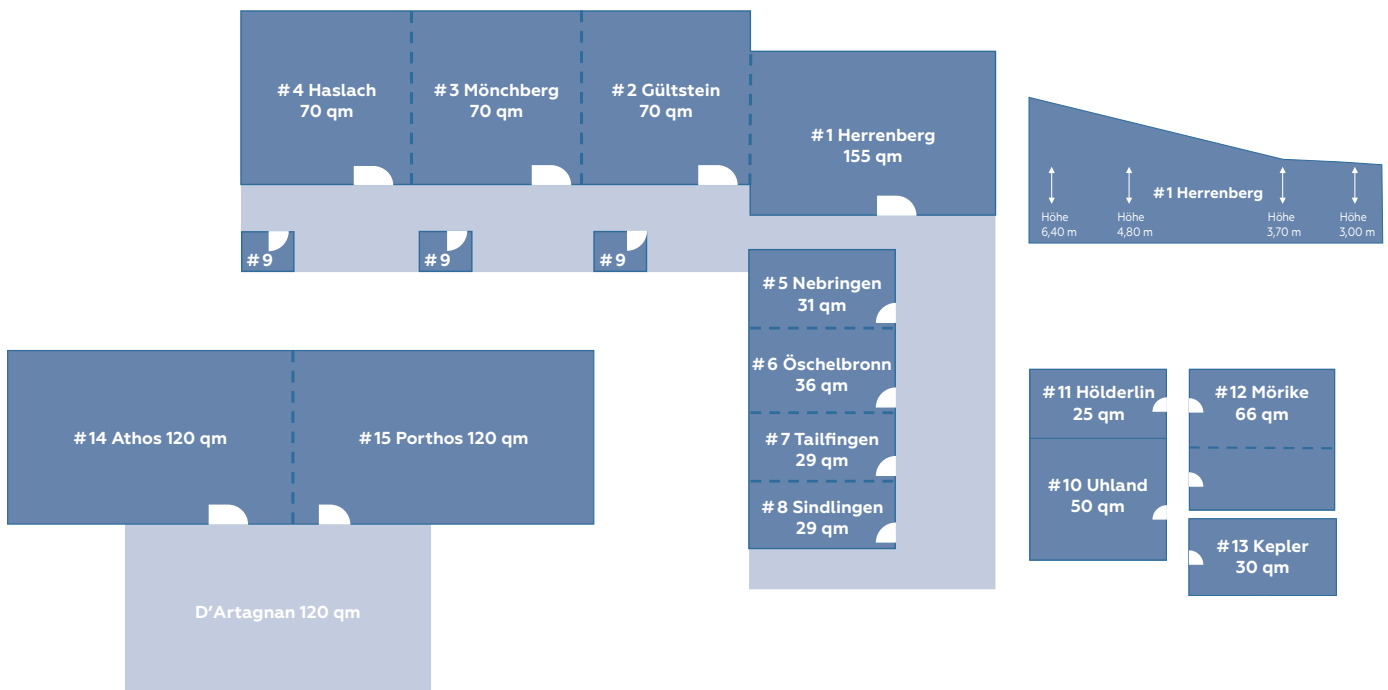 #4 Haslach
70 qm
#3 Mönchberg
70 qm
#2 Gültstein
70 qm
#1 Herrenberg
155 qm
#1 Herrenberg
Höhe
6,40 m
Höhe
4,80 m
Höhe
3,70 m
Höhe
3,00 m
#9
#9
#9
#5 Nebringen
31 qm
#6 Öschelbronn
36 qm
#7 Tailfingen
29 qm
#8 Sindlingen
29 qm
#14 Athos 120 qm
#15 Porthos 120 qm
D'Artagnan 120 qm
#11 Hölderlin
25 qm
#10 Uhland
50 qm
#12 Mörike
66 qm
#13 Kepler
30 qm